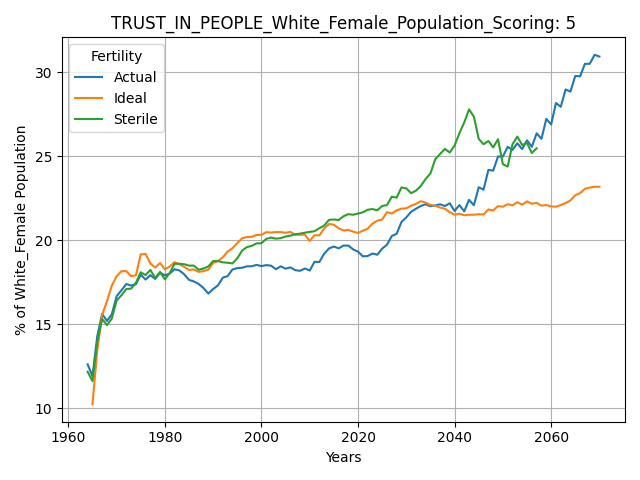 TRUST_IN_PEOPLE_White_Female_Population_Scoring: 5
Fertility
Actual
Ideal
Sterile
% of White_Female Population
30
25
20
15
10
1960
1980
2000
2020
2040
2060
Years